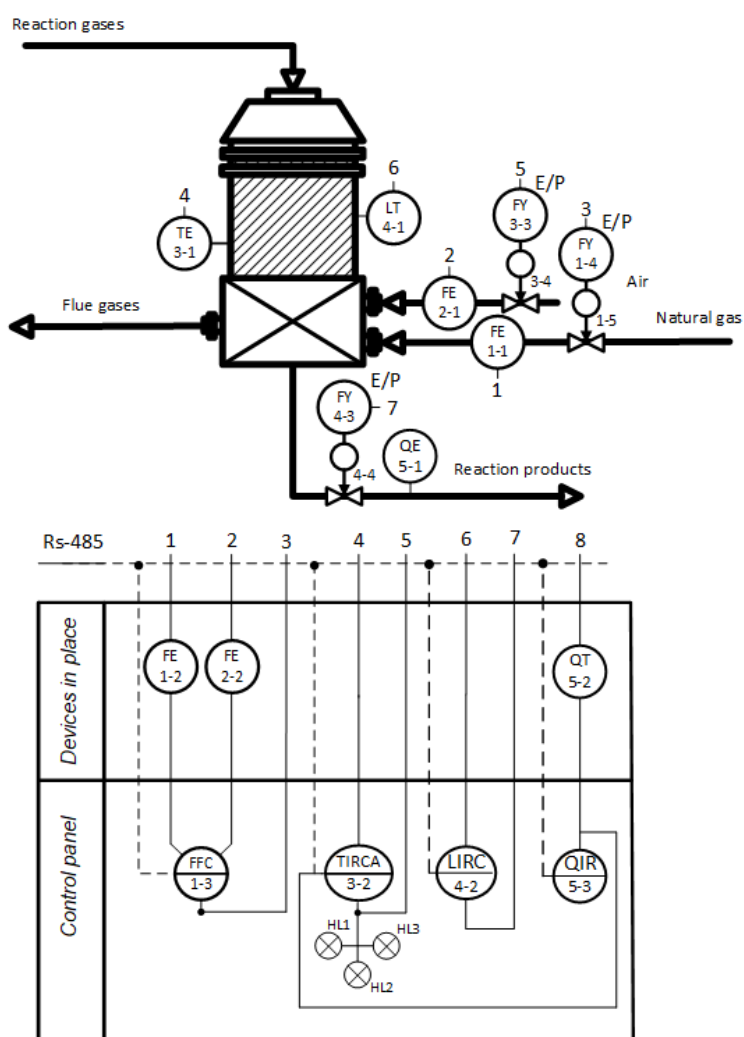 Reaction gases
6
5
E/P
4
LT
4-1
FY
3-3
3
E/P
TE
3-1
FY
1-4
2
3-4
Air
Flue gases
FE
2-1
1-5
Natural gas
FE
1-1
E/P
1
FY
4-3
7
QE
5-1
4-4
Reaction products
Rs-485
1
2
3
4
5
6
7
8
Devices in place
FE
1-2
FE
2-2
QT
5-2
Control panel
FFC
1-3
TIRCA
3-2
LIRC
4-2
QIR
5-3
HL1
HL3
HL2